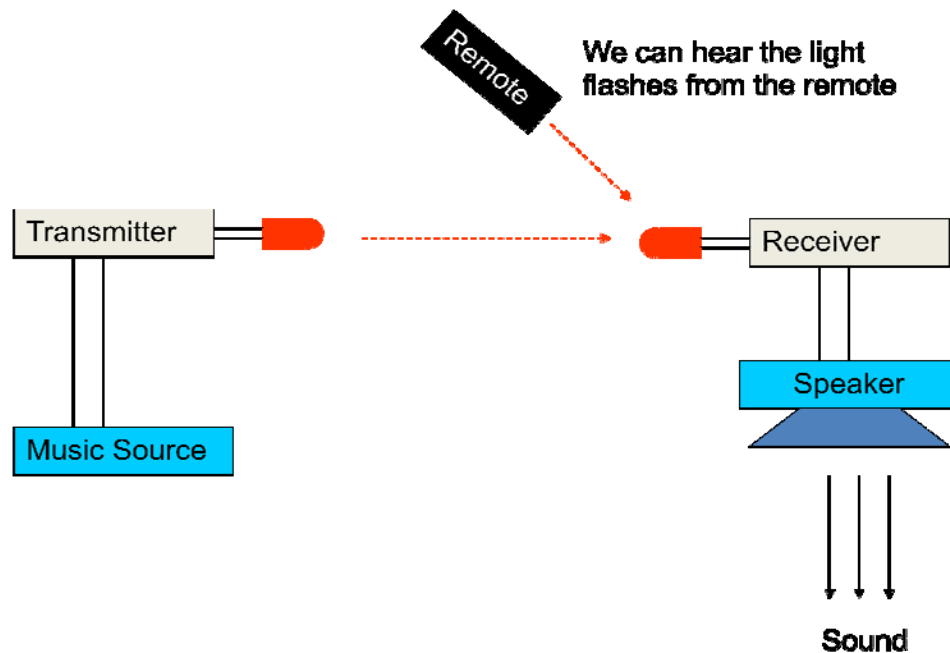 Remote
We can hear the light
flashes from the remote
Transmitter
Receiver
Speaker
Music Source
Sound